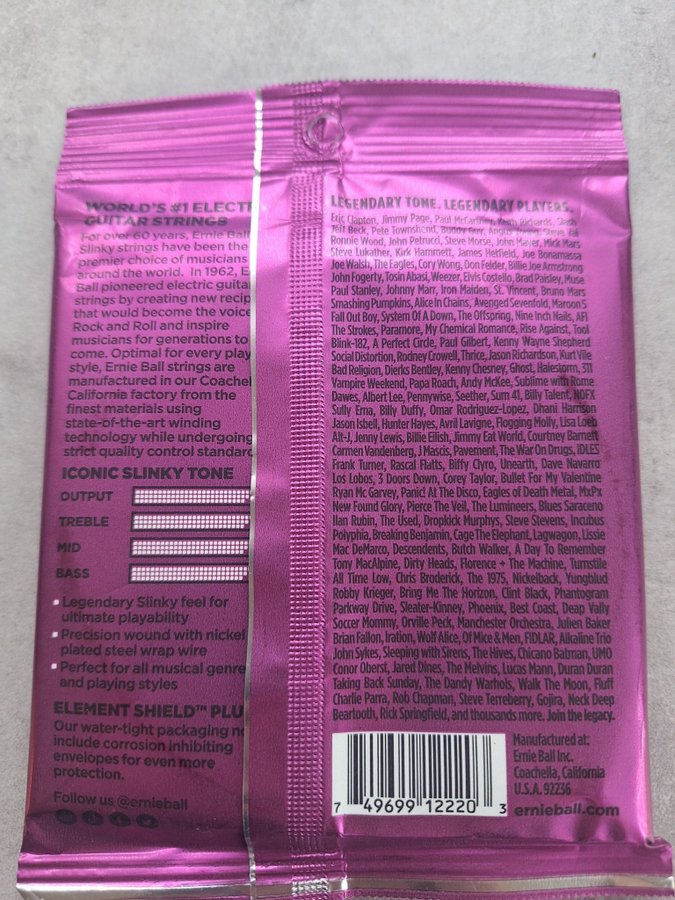 WORLD'S #1 ELECT
GUITAR STRINGS
For over 60 years, Ernie Ball
Slinky strings have been the
premier choice of musicians
around the world. In 1962, E
Ball pioneered electric guita
strings by creating new recip
that would become the voice
Rock and Roll and inspire
musicians for generations to
come. Optimal for every play
style, Ernie Ball strings are
manufactured in our Coachel
California factory from the
finest materials using
state-of-the-art winding
technology while undergoing
strict quality control standard
ICONIC SLINKY TONE
OUTPUT
TREBLE
MID
BASS
Legendary Slinky feel for
ultimate playability
Precision wound with nickel
plated steel wrap wire
Perfect for all musical genre
and playing styles
ELEMENT SHIELD™ PLU
Our water-tight packaging no
include corrosion inhibiting
envelopes for even more
protection.
Follow us @ernieball
LEGENDARY TONE. LEGENDARY PLAYERS.
Eric Clapton, Jimmy Page, Paul McCartney, Keith Richards, Slash
Jeff Beck, Pete Townshend, Buddy Guy, Angus Young, Steve Vai
Ronnie Wood, John Petrucci, Steve Morse, John Mayer, Mick Mars
Steve Lukather, Kirk Hammett, James Hetfield, Joe Bonamassa
Joe Walsh, The Eagles, Cory Wong, Don Felder, Billie Joe Armstrong
John Fogerty, Tosin Abasi, Weezer, Elvis Costello, Brad Paisley, Muse
Paul Stanley, Johnny Marr, Iron Maiden, St. Vincent, Bruno Mars
Smashing Pumpkins, Alice In Chains, Avenged Sevenfold, Maroon 5
Fall Out Boy, System Of A Down, The Offspring, Nine Inch Nails, AFI
The Strokes, Paramore, My Chemical Romance, Rise Against, Tool
Blink-182, A Perfect Circle, Paul Gilbert, Kenny Wayne Shepherd
Social Distortion, Rodney Crowell, Thrice, Jason Richardson, Kurt Vile
Bad Religion, Dierks Bentley, Kenny Chesney, Ghost, Halestorm, 311
Vampire Weekend, Papa Roach, Andy McKee, Sublime with Rome
Dawes, Albert Lee, Pennywise, Seether, Sum 41, Billy Talent, NOFX
Sully Erna, Billy Duffy, Omar Rodriguez-Lopez, Dhani Harrison
Jason Isbell, Hunter Hayes, Avril Lavigne, Flogging Molly, Lisa Loeb
Alt-J, Jenny Lewis, Billie Eilish, Jimmy Eat World, Courtney Barnett
Carmen Vandenberg, J Mascis, Pavement, The War On Drugs, IDLES
Frank Turner, Rascal Flatts, Biffy Clyro, Unearth, Dave Navarro
Los Lobos, 3 Doors Down, Corey Taylor, Bullet For My Valentine
Ryan Mc Garvey, Panic! At The Disco, Eagles of Death Metal, MxPx
New Found Glory, Pierce The Veil, The Lumineers, Blues Saraceno
Ilan Rubin, The Used, Dropkick Murphys, Steve Stevens, Incubus
Polyphia, Breaking Benjamin, Cage The Elephant, Lagwagon, Lissie
Mac DeMarco, Descendents, Butch Walker, A Day To Remember
Tony MacAlpine, Dirty Heads, Florence + The Machine, Turnstile
All Time Low, Chris Broderick, The 1975, Nickelback, Yungblud
Robby Krieger, Bring Me The Horizon, Clint Black, Phantogram
Parkway Drive, Sleater-Kinney, Phoenix, Best Coast, Deap Vally
Soccer Mommy, Orville Peck, Manchester Orchestra, Julien Baker
Brian Fallon, Iration, Wolf Alice, Of Mice & Men, FIDLAR, Alkaline Trio
John Sykes, Sleeping with Sirens, The Hives, Chicano Batman, UMO
Conor Oberst, Jared Dines, The Melvins, Lucas Mann, Duran Duran
Taking Back Sunday, The Dandy Warhols, Walk The Moon, Fluff
Charlie Parra, Rob Chapman, Steve Terreberry, Gojira, Neck Deep
Beartooth, Rick Springfield, and thousands more. Join the legacy.
7 49699 12220 3
Manufactured at:
Ernie Ball Inc.
Coachella, California
U.S.A. 92236
ernieball.com